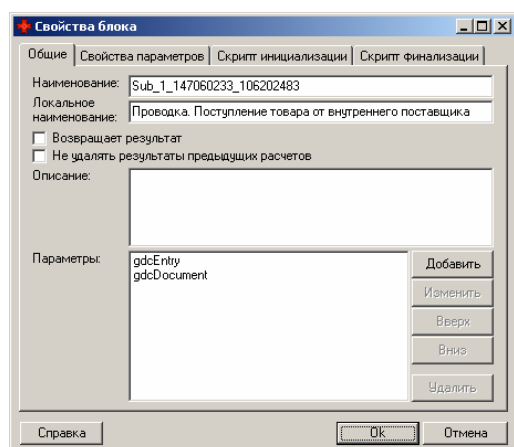 Свойства блока
Общие Свойства параметров Скрипт инициализации Скрипт финализации
Наименование: Sub_1_147060233_106202483
Локальное наименование: Проводка. Поступление товара от внутреннего поставщика
Возвращает результат
Не удалять результаты предыдущих расчетов
Описание:
Параметры:
gdcEntry
gdcDocument
Добавить
Изменить
Вверх
Вниз
Удалить
Справка Ok Отмена